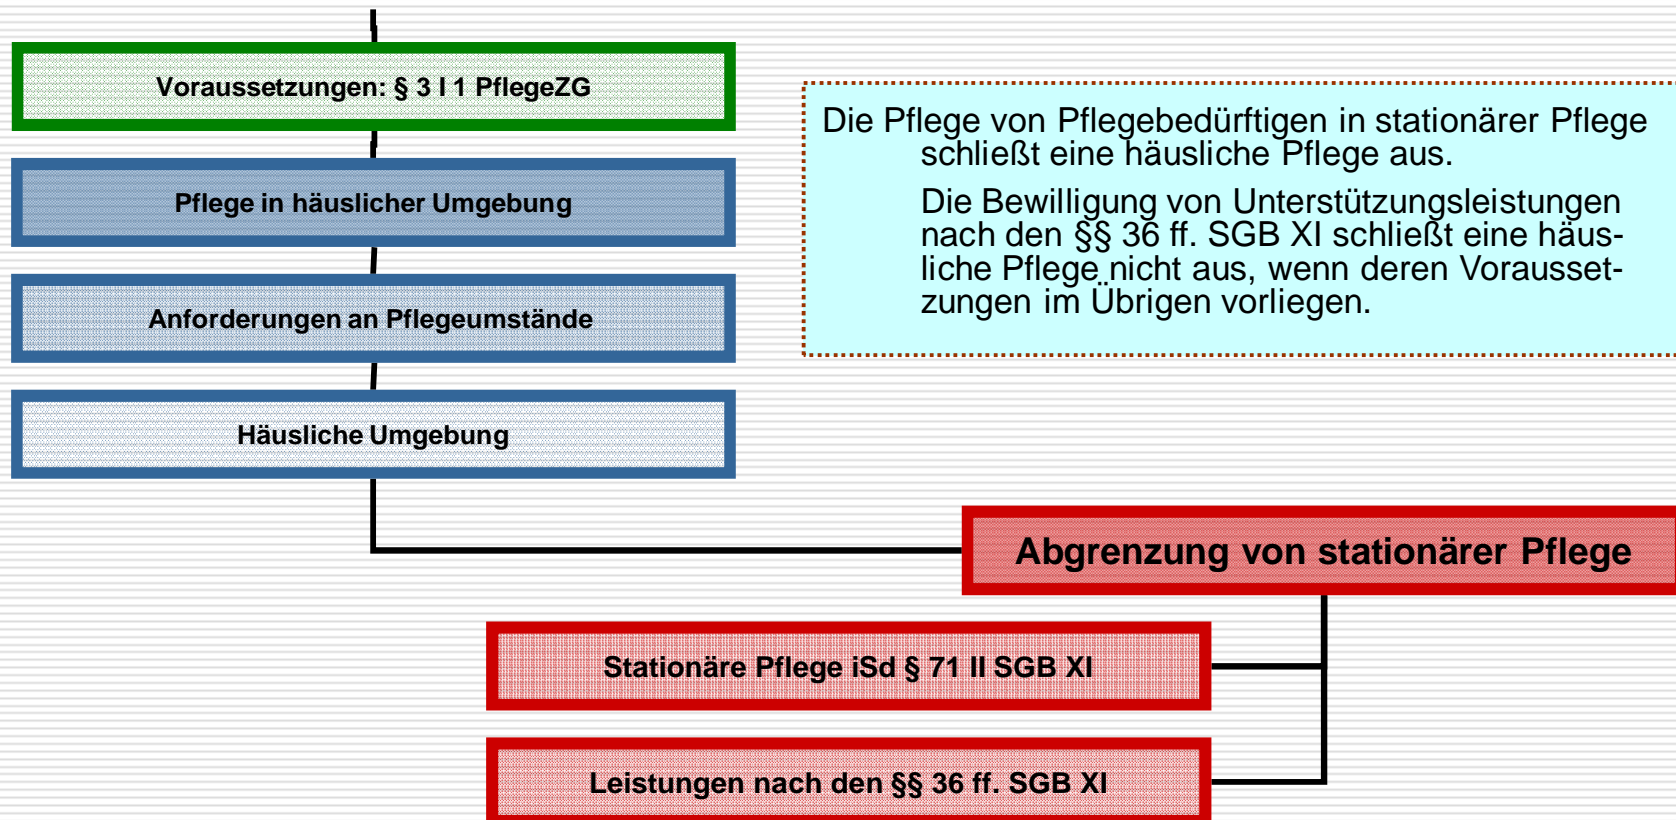 Voraussetzungen: § 3 I 1 PflegeZG
Pflege in häuslicher Umgebung
Anforderungen an Pflegeumstände
Häusliche Umgebung
Die Pflege von Pflegebedürftigen in stationärer Pflege
schließt eine häusliche Pflege aus.
Die Bewilligung von Unterstützungsleistungen
nach den §§ 36 ff. SGB XI schließt eine häus-
liche Pflege nicht aus, wenn deren Vorausset-
zungen im Übrigen vorliegen.
Abgrenzung von stationärer Pflege
Stationäre Pflege iSd § 71 II SGB XI
Leistungen nach den §§ 36 ff. SGB XI